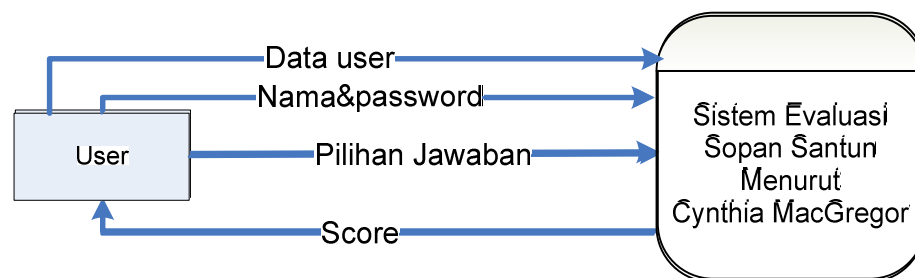 Data user
Nama&password
User
Pilihan Jawaban
Score
Sistem Evaluasi
Sopan Santun
Menurut
Cynthia MacGregor